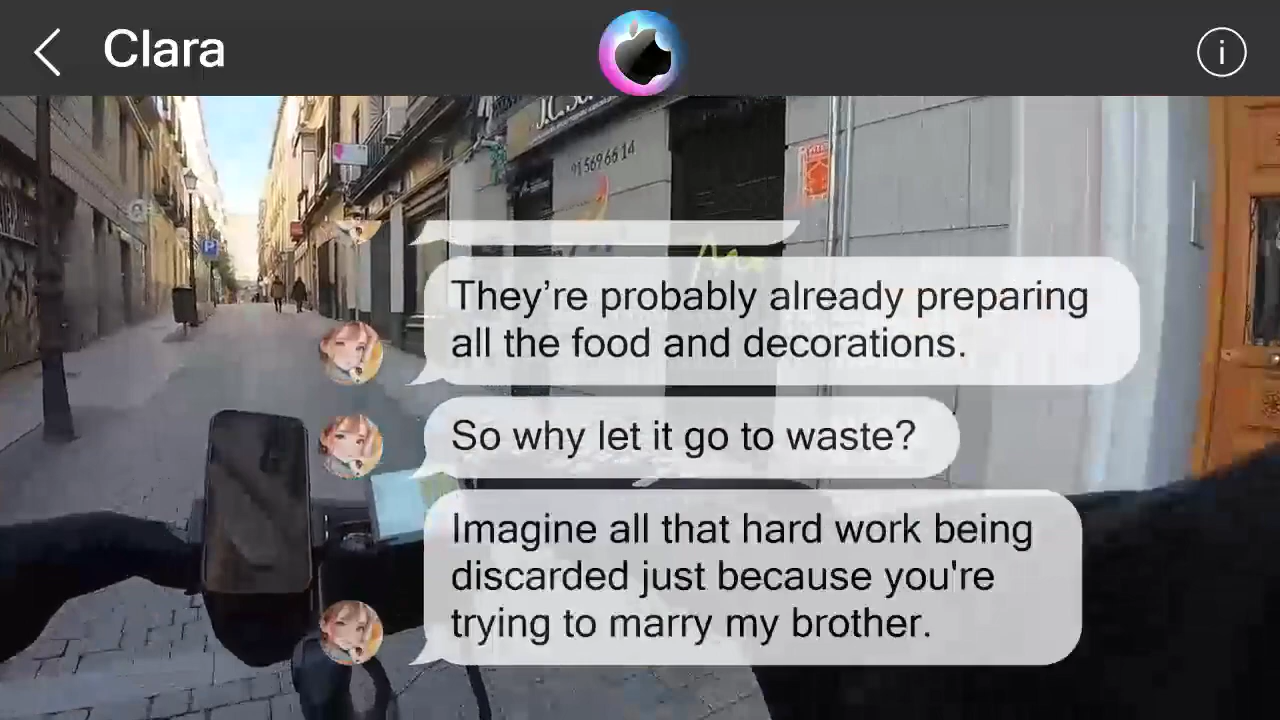 Clara
i
91 569 66 14
P
They’re probably already preparing
all the food and decorations.
So why let it go to waste?
Imagine all that hard work being
discarded just because you're
trying to marry my brother.